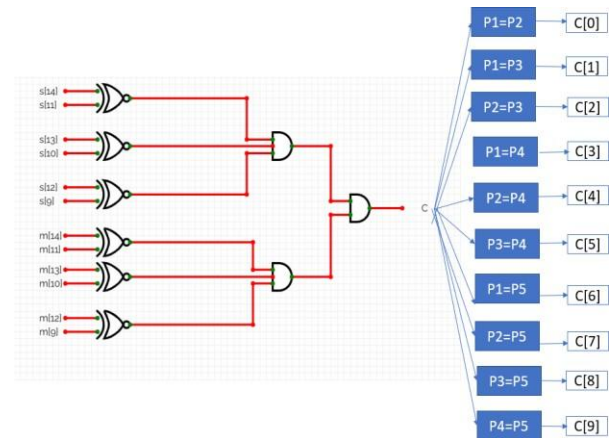 s[14]
s[11]
s[13]
s[10]
s[12]
s[9]
m[14]
m[11]
m[13]
m[10]
m[12]
m[9]
C
P1=P2 C[0]
P1=P3 C[1]
P2=P3 C[2]
P1=P4 C[3]
P2=P4 C[4]
P3=P4 C[5]
P1=P5 C[6]
P2=P5 C[7]
P3=P5 C[8]
P4=P5 C[9]